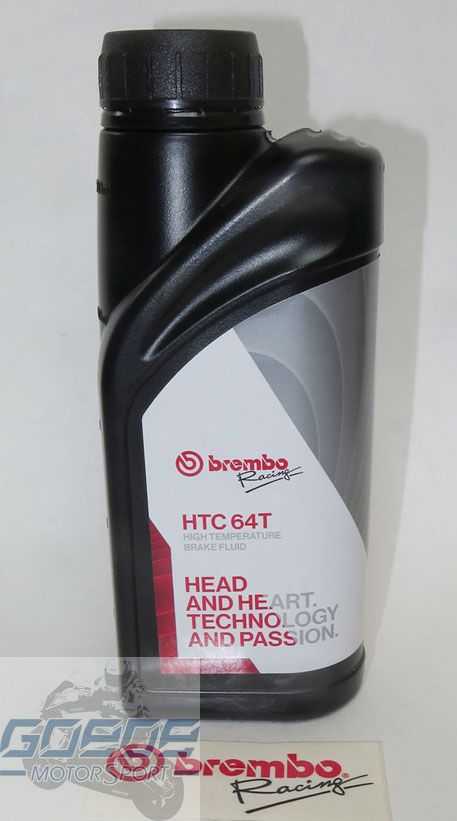 brembo
Racing
HTC 64T
HIGH TEMPERATURE
BRAKE FLUID
HEAD
AND HEART.
TECHNOLOGY
AND PASSION.
GOEDE
MOTORSPORT
brembo®
Racing